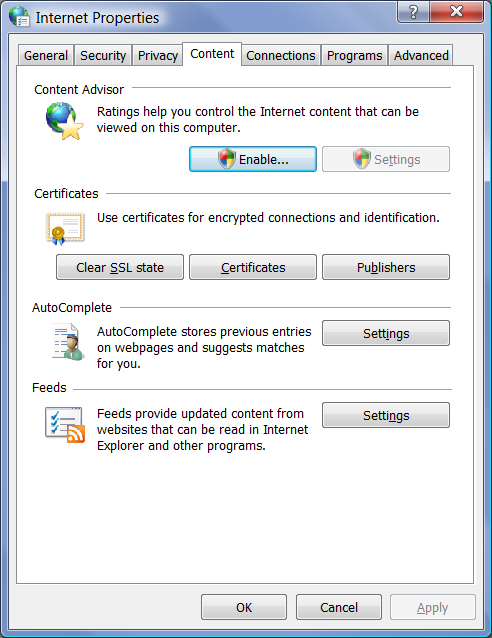 Internet Properties
General Security Privacy Content Connections Programs Advanced
Content Advisor
Ratings help you control the Internet content that can be
viewed on this computer.
Enable... Settings
Certificates
Use certificates for encrypted connections and identification.
Clear SSL state Certificates Publishers
AutoComplete
AutoComplete stores previous entries
on webpages and suggests matches
for you.
Settings
Feeds
Feeds provide updated content from
websites that can be read in Internet
Explorer and other programs.
Settings
OK Cancel Apply